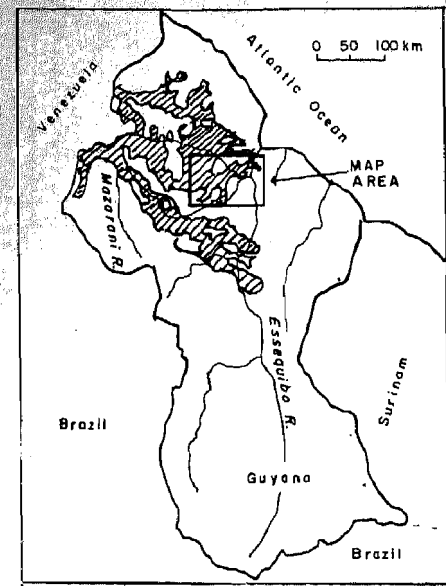 Venezuela
Atlantic Ocean
0 50 100 km
MAP
AREA
Mazaruni R.
Essequibo R.
Surinam
Brazil
Guyana
Brazil